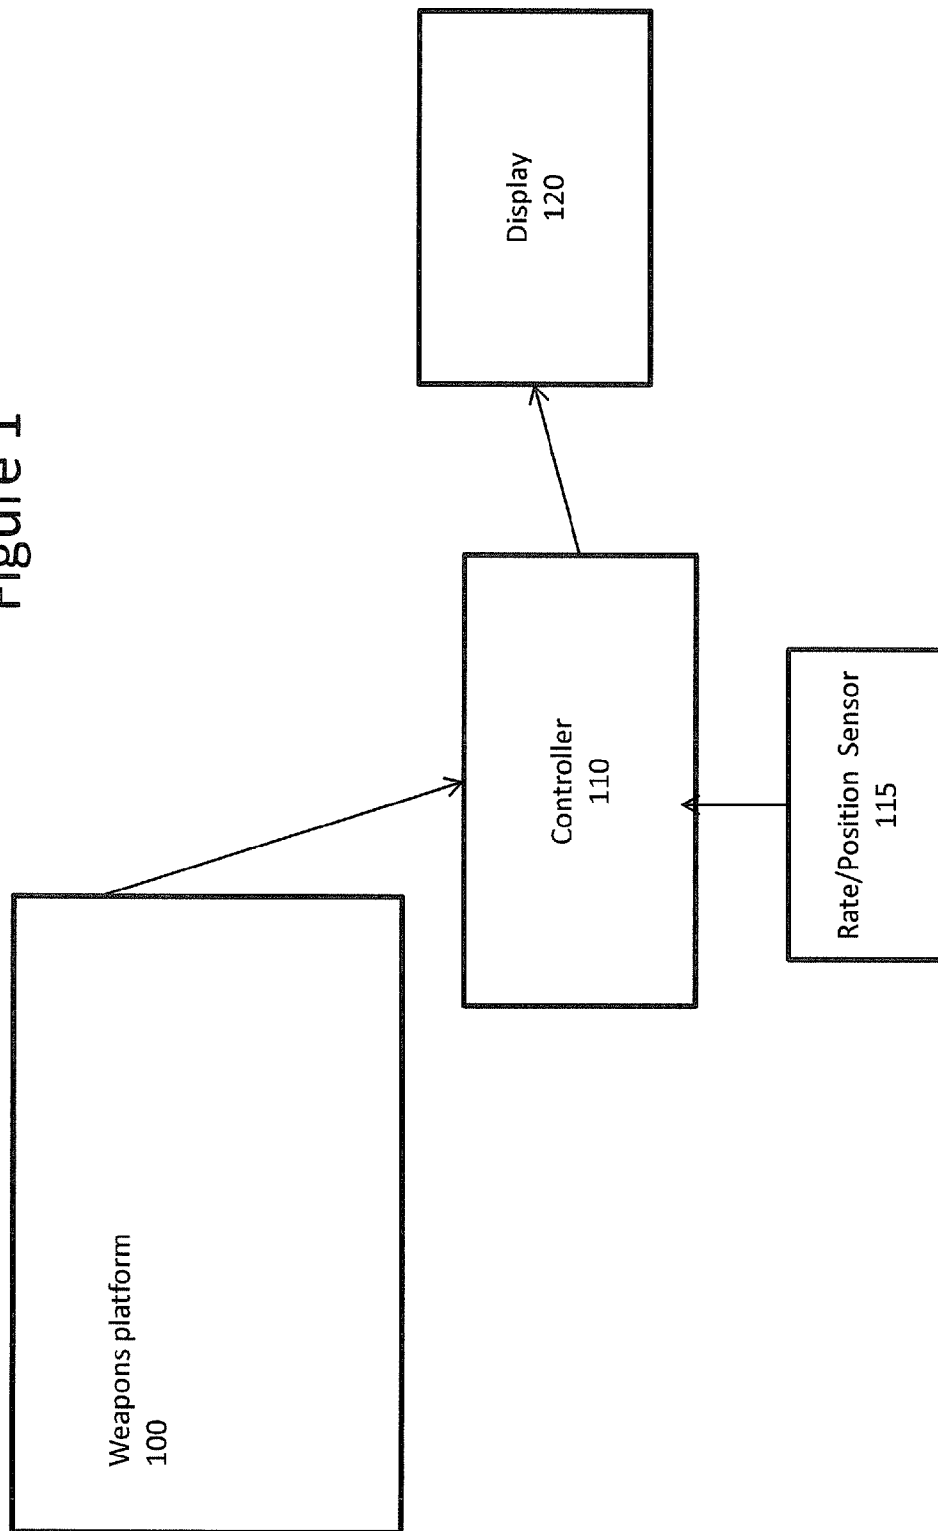 Figure 1
Weapons platform
100
Controller
110
Display
120
Rate/Position Sensor
115